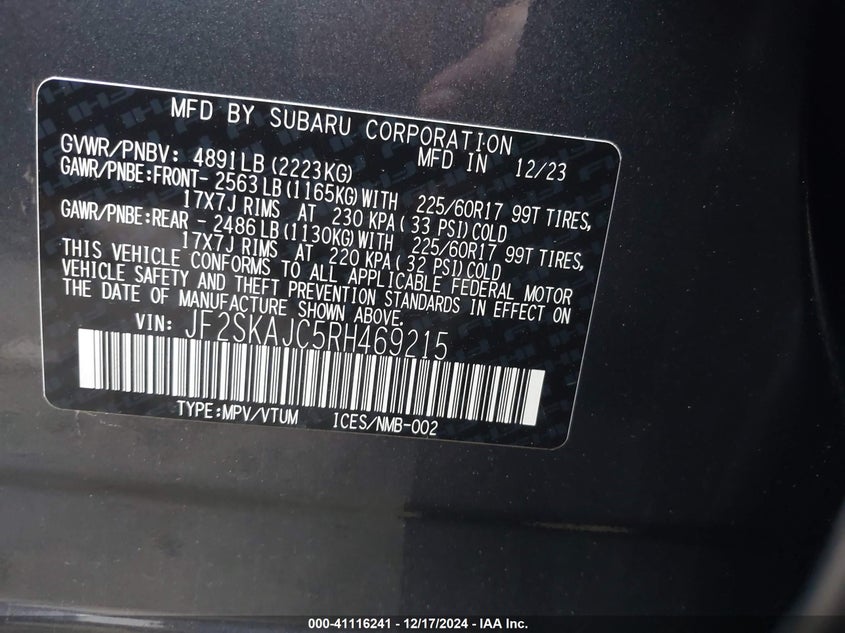 MFD BY SUBARU CORPORATION
GVWR/PNBV: 4891LB(2223KG) MFD IN 12/23
GAWR/PNBE:FRONT- 2563LB(1165KG)WITH 225/60R17 99T TIRES,
17X7J RIMS AT 230 KPA(33 PSI)COLD
GAWR/PNBE:REAR - 2486LB(1130KG)WITH 225/60R17 99T TIRES,
17X7J RIMS AT 220 KPA(32 PSI)COLD
THIS VEHICLE CONFORMS TO ALL APPLICABLE FEDERAL MOTOR
VEHICLE SAFETY AND THEFT PREVENTION STANDARDS IN EFFECT ON
THE DATE OF MANUFACTURE SHOWN ABOVE.
VIN: JF2SKAJC5RH469215
TYPE:MPV/VTUM ICES/NMB-002
000-41116241 - 12/17/2024 - IAA Inc.